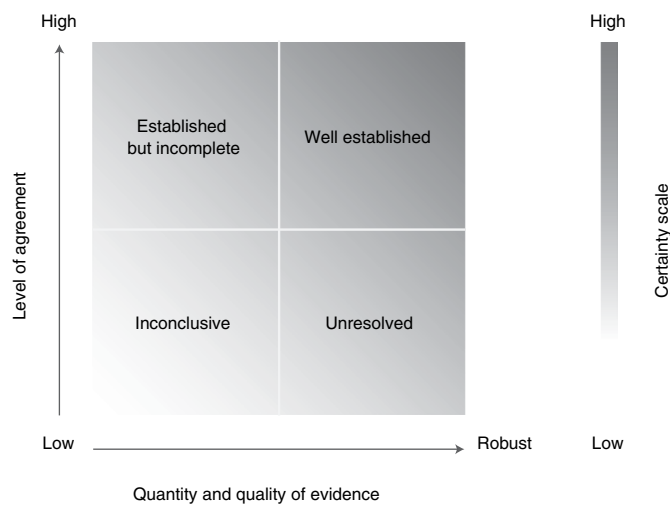 High
High
Established
but incomplete
Well established
Level of agreement
Certainty scale
Inconclusive
Unresolved
Low
Robust
Low
Quantity and quality of evidence